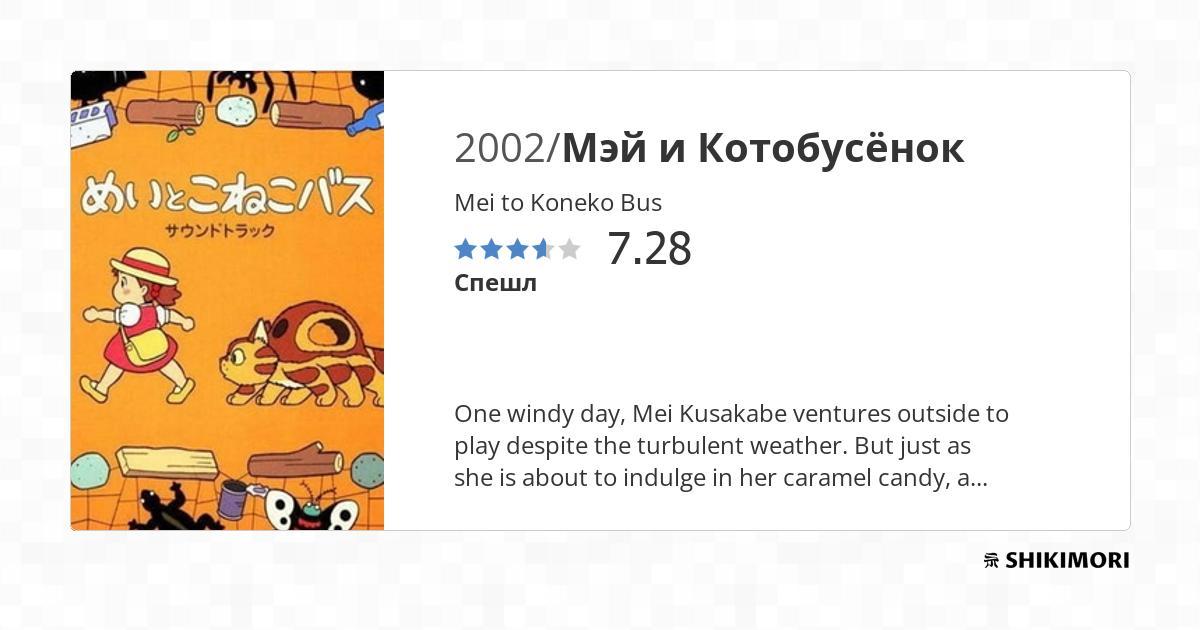 めいとこねこバス
サウンドトラック
2002/Мэй и Котобусёнок
Mei to Koneko Bus
7.28
Спешл
One windy day, Mei Kusakabe ventures outside to
play despite the turbulent weather. But just as
she is about to indulge in her caramel candy, a...
SHIKIMORI